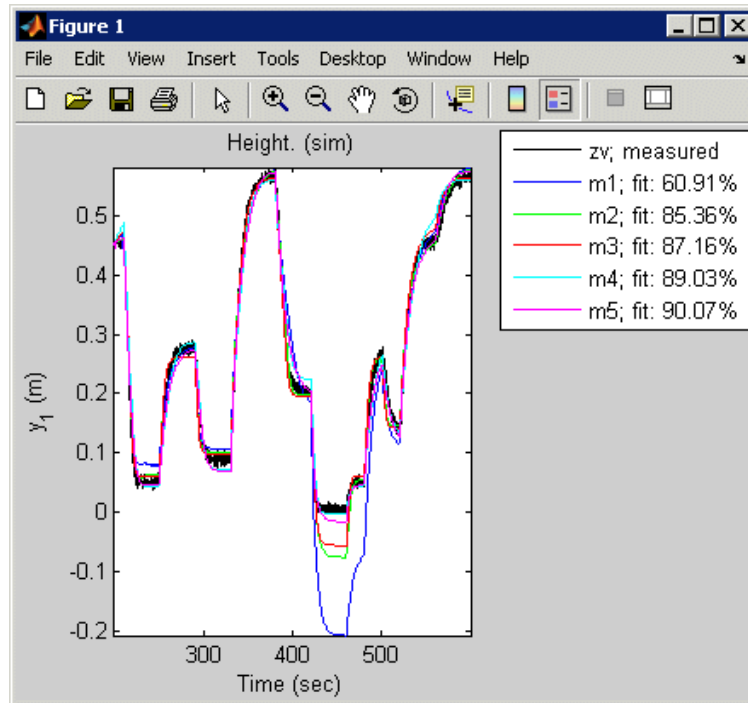 Figure 1
File Edit View Insert Tools Desktop Window Help
Height. (sim)
zv; measured
m1; fit: 60.91%
m2; fit: 85.36%
m3; fit: 87.16%
m4; fit: 89.03%
m5; fit: 90.07%
0.5
0.4
0.3
0.2
0.1
0
-0.1
-0.2
y1 (m)
300 400 500
Time (sec)